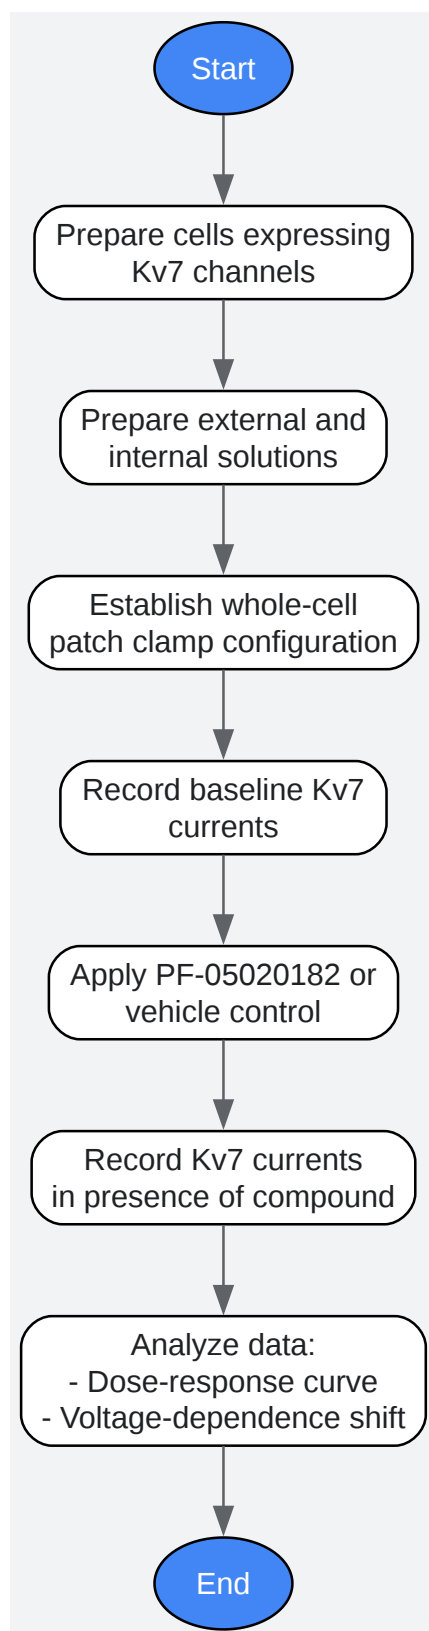 Start
Prepare cells expressing
Kv7 channels
Prepare external and
internal solutions
Establish whole-cell
patch clamp configuration
Record baseline Kv7
currents
Apply PF-05020182 or
vehicle control
Record Kv7 currents
in presence of compound
Analyze data:
- Dose-response curve
- Voltage-dependence shift
End